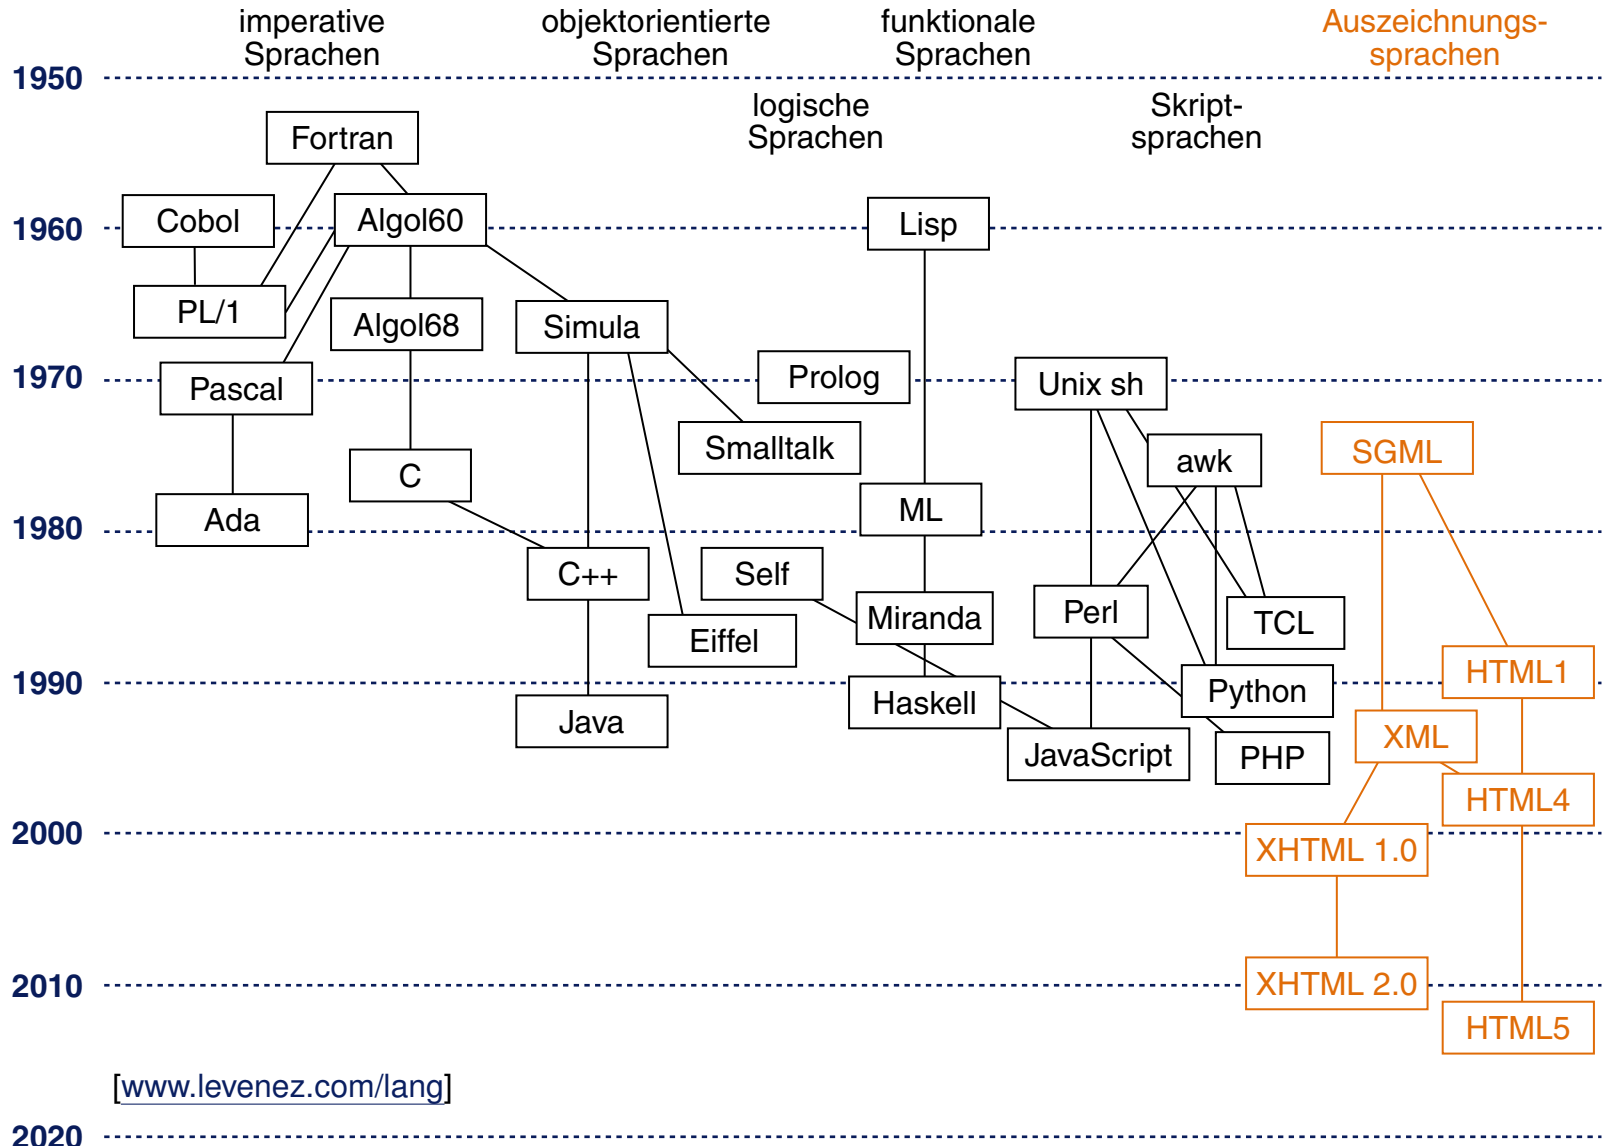 imperative
Sprachen
objektorientierte
Sprachen
funktionale
Sprachen
Auszeichnungs-
sprachen
1950
logische
Sprachen
Skript-
sprachen
Fortran
1960
Cobol
Algol60
Lisp
PL/1
Algol68
Simula
1970
Pascal
Prolog
Unix sh
Smalltalk
awk
SGML
C
Ada
ML
1980
C++
Self
Miranda
Perl
TCL
Eiffel
1990
HTML1
Haskell
Python
Java
XML
JavaScript
PHP
HTML4
2000
XHTML 1.0
2010
XHTML 2.0
HTML5
[www.levenez.com/lang]
2020